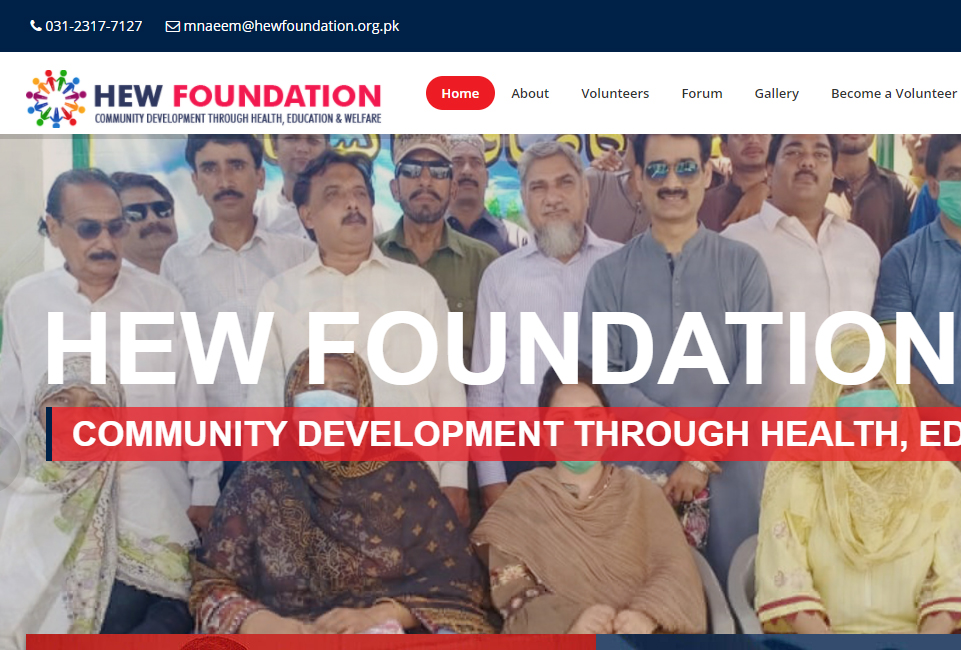 031-2317-7127 mnaeem@hewfoundation.org.pk
HEW FOUNDATION
COMMUNITY DEVELOPMENT THROUGH HEALTH, EDUCATION & WELFARE
Home About Volunteers Forum Gallery Become a Volunteer
HEW FOUNDATION
COMMUNITY DEVELOPMENT THROUGH HEALTH, ED